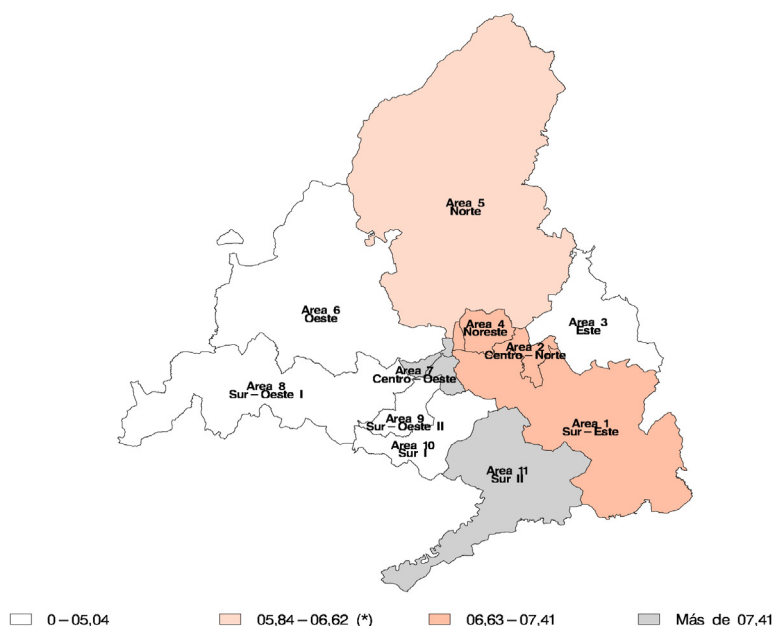 Area 5
Norte
Area 6
Oeste
Area 4
Noreste
Area 3
Este
Area 2
Centro-Norte
Area 7
Centro-Oeste
Area 8
Sur-Oeste I
Area 9
Sur-Oeste II
Area 1
Sur-Este
Area 10
Sur I
Area 11
Sur II
0-05,04
05,84-06,62 (*)
06,63-07,41
Más de 07,41